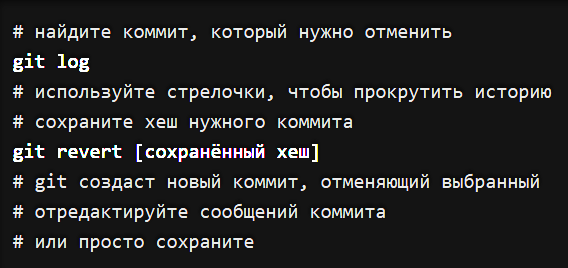 # найдите коммит, который нужно отменить
git log
# используйте стрелочки, чтобы прокрутить историю
# сохраните хеш нужного коммита
git revert [сохранённый хеш]
# git создаст новый коммит, отменяющий выбранный
# отредактируйте сообщений коммита
# или просто сохраните